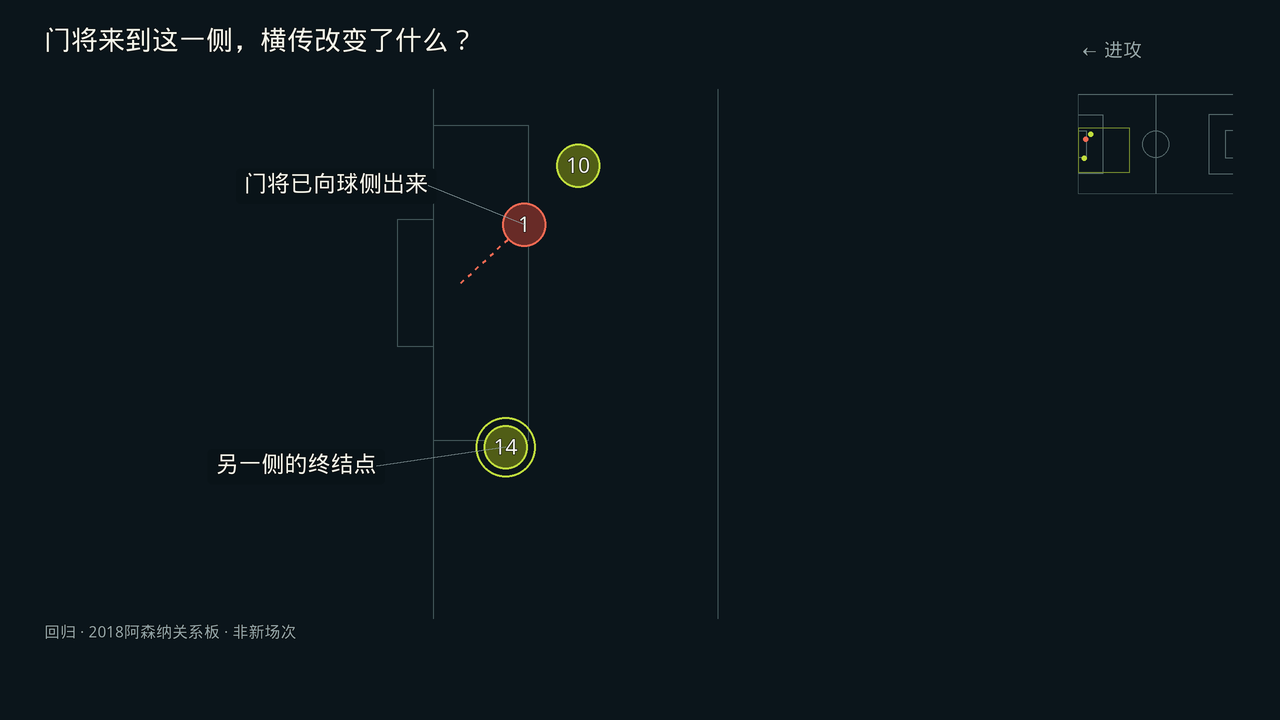 门将来到这一侧，横传改变了什么？
← 进攻
10
门将已向球侧出来
1
14
另一侧的终结点
回归 · 2018阿森纳关系板 · 非新场次